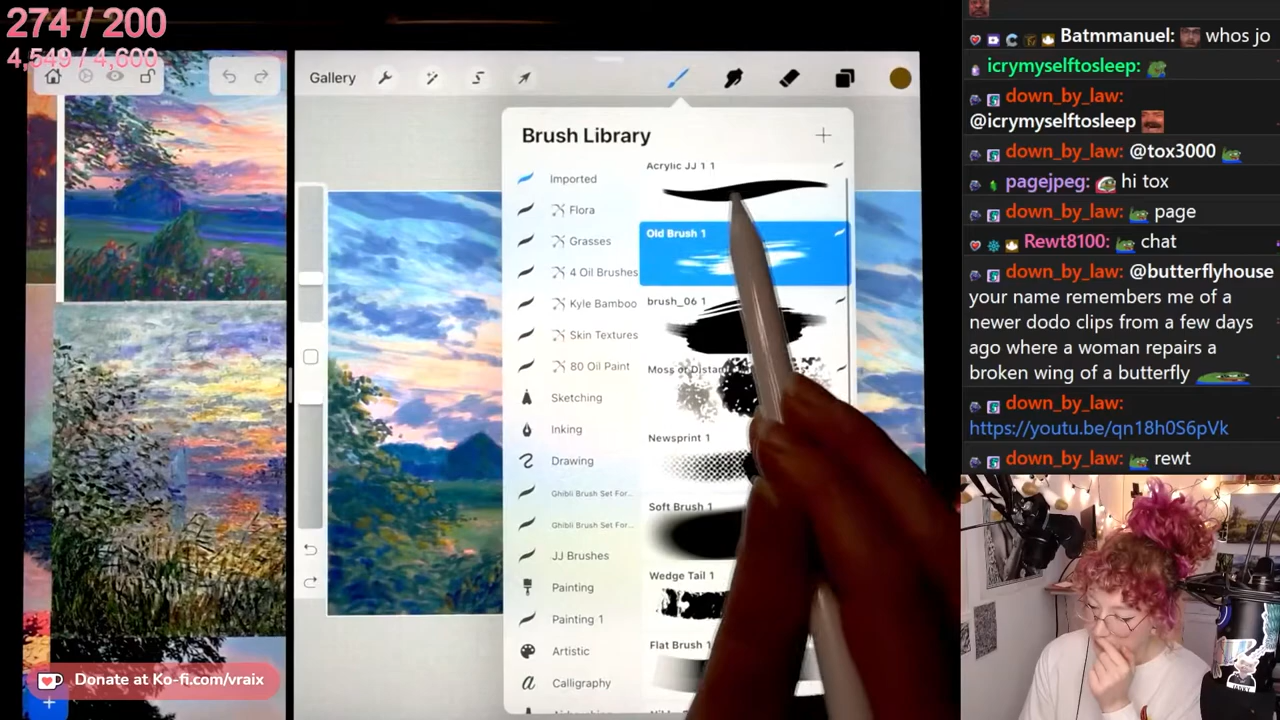 274 / 200
4,549 / 4,600
Gallery
Brush Library
Imported
Flora
Grasses
4 Oil Brushes
Kyle Bamboo
Skin Textures
80 Oil Paint
Sketching
Inking
Drawing
Ghibli Brush Set For...
Ghibli Brush Set For...
JJ Brushes
Painting
Painting 1
Artistic
Calligraphy
Acrylic JJ 1 1
Old Brush 1
brush_06 1
Moss or Distan
Newsprint 1
Soft Brush 1
Wedge Tail 1
Flat Brush 1
Donate at Ko-fi.com/vraix
Batmmanuel: whos jo
icrymyselftosleep:
down_by_law:
@icrymyselftosleep
down_by_law: @tox3000
pagejpeg: hi tox
down_by_law: page
Rewt8100: chat
down_by_law: @butterflyhouse
your name remembers me of a
newer dodo clips from a few days
ago where a woman repairs a
broken wing of a butterfly
down_by_law:
https://youtu.be/qn18h0S6pVk
down_by_law: rewt